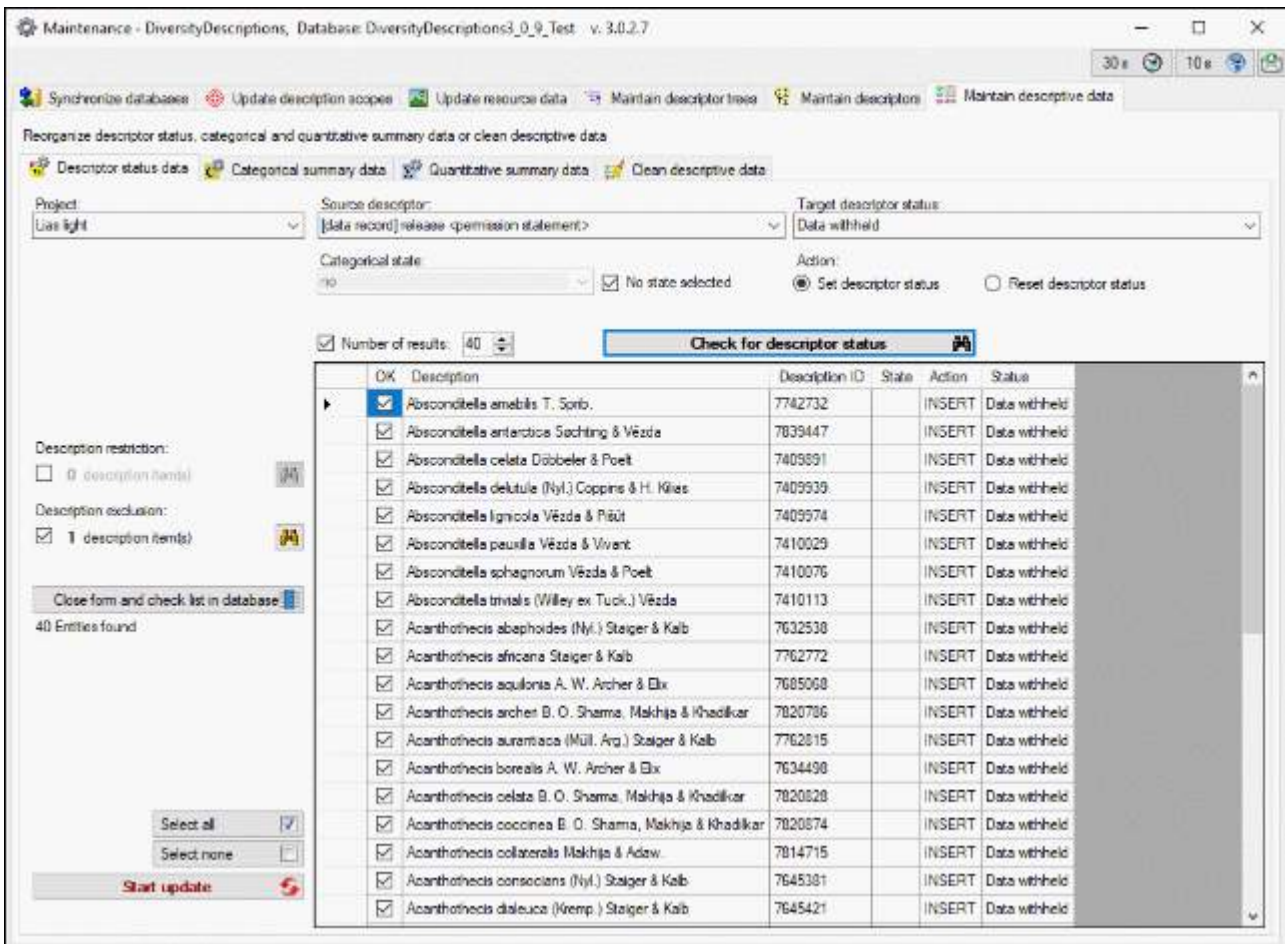 Maintenance - DiversityDescriptions, Database: DiversityDescriptions3_0_9_Test v. 3.0.2.7
30 s 10 s
Synchronize databases Update description scopes Update resource data Maintain descriptor trees Maintain descriptors Maintain descriptive data
Reorganize descriptor status, categorical and quantitative summary data or clean descriptive data
Descriptor status data Categorical summary data Quantitative summary data Clean descriptive data
Project: Source descriptor: Target descriptor status:
Lias light [data record] release <permission statement> Data withheld
Categorical state: Action:
no No state selected Set descriptor status Reset descriptor status
Number of results: 40 Check for descriptor status
OK Description Description ID State Action Status
Absconditella amabilis T. Sprib. 7742732 INSERT Data withheld
Absconditella antarctica Søchting & Vězda 7839447 INSERT Data withheld
Absconditella celata Döbbeler & Poelt 7409891 INSERT Data withheld
Description restriction:
Absconditella delutula (Nyl.) Coppins & H. Kilias 7409939 INSERT Data withheld
0 description item(s)
Absconditella lignicola Vězda & Pišút 7409974 INSERT Data withheld
Description exclusion:
1 description item(s)
Absconditella pauxilla Vězda & Vivant 7410029 INSERT Data withheld
Absconditella sphagnorum Vězda & Poelt 7410076 INSERT Data withheld
Close form and check list in database
Absconditella trivialis (Willey ex Tuck.) Vězda 7410113 INSERT Data withheld
40 Entities found
Acanthothecis abaphoides (Nyl.) Staiger & Kalb 7632538 INSERT Data withheld
Acanthothecis africana Staiger & Kalb 7762772 INSERT Data withheld
Acanthothecis aquilonia A. W. Archer & Elix 7685068 INSERT Data withheld
Acanthothecis archeri B. O. Sharma, Makhija & Khadilkar 7820786 INSERT Data withheld
Acanthothecis aurantiaca (Müll. Arg.) Staiger & Kalb 7762815 INSERT Data withheld
Acanthothecis borealis A. W. Archer & Elix 7634498 INSERT Data withheld
Acanthothecis celata B. O. Sharma, Makhija & Khadilkar 7820828 INSERT Data withheld
Select all
Acanthothecis coccinea B. O. Sharma, Makhija & Khadilkar 7820874 INSERT Data withheld
Select none
Acanthothecis collateralis Makhija & Adaw. 7814715 INSERT Data withheld
Start update
Acanthothecis consocians (Nyl.) Staiger & Kalb 7645381 INSERT Data withheld
Acanthothecis dialeuca (Kremp.) Staiger & Kalb 7645421 INSERT Data withheld